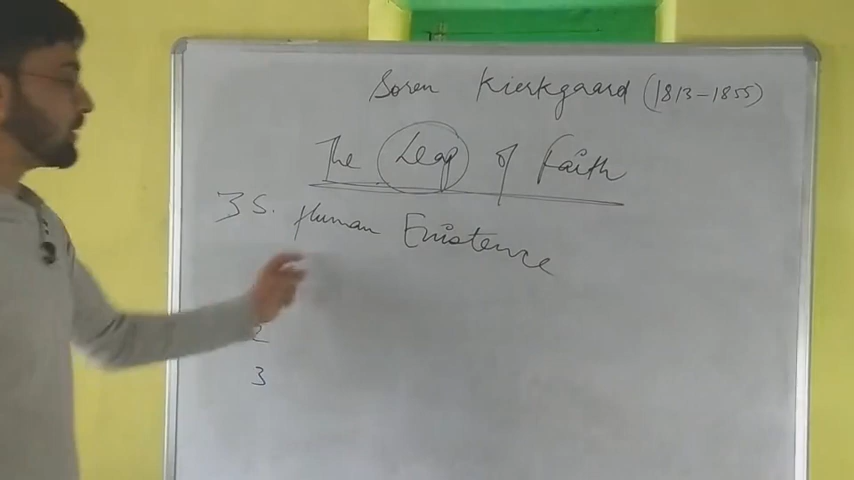 Soren Kierkgaard (1813-1855)
The Leap of Faith
3 S. Human Existence
2
3